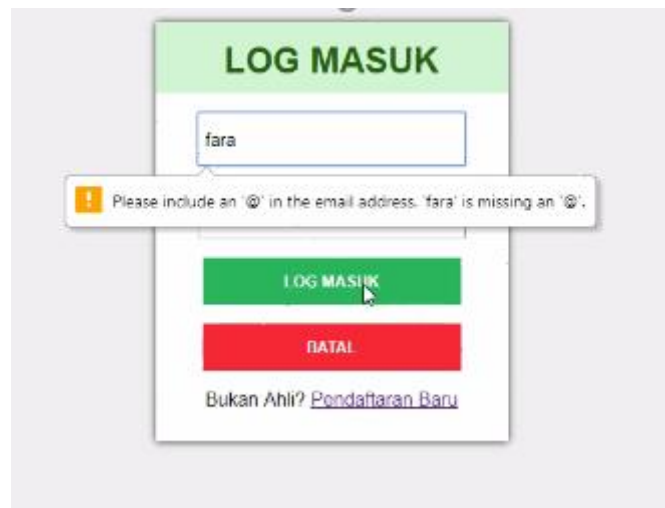 LOG MASUK
fara
Please include an '@' in the email address. 'fara' is missing an '@'.
LOG MASUK
BATAL
Bukan Ahli? Pendaftaran Baru